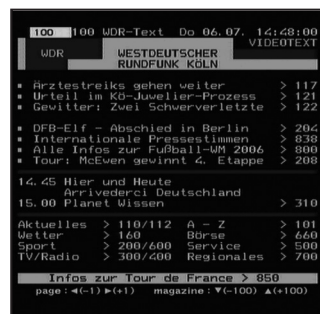 100 100 WDR-Text Do 06.07. 14:48:00
VIDEOTEXT
WDR WESTDEUTSCHER
RUNDFUNK KÖLN
Ärztestreiks gehen weiter > 117
Urteil im Kö-Juwelier-Prozess > 121
Gewitter: Zwei Schwerverletzte > 122
DFB-Elf - Abschied in Berlin > 204
Internationale Pressestimmen > 838
Alle Infos zur Fußball-WM 2006 > 800
Tour: McEwen gewinnt 4. Etappe > 208
14.45 Hier und Heute
Arrivederci Deutschland
15.00 Planet Wissen > 310
Aktuelles > 110/112 A - Z > 101
Wetter > 160 Börse > 660
Sport > 200/600 Service > 500
TV/Radio > 300/400 Regionales > 700
Infos zur Tour de France > 850
page: ◄(-1) ►(+1) magazine: ▼(-100) ▲(+100)